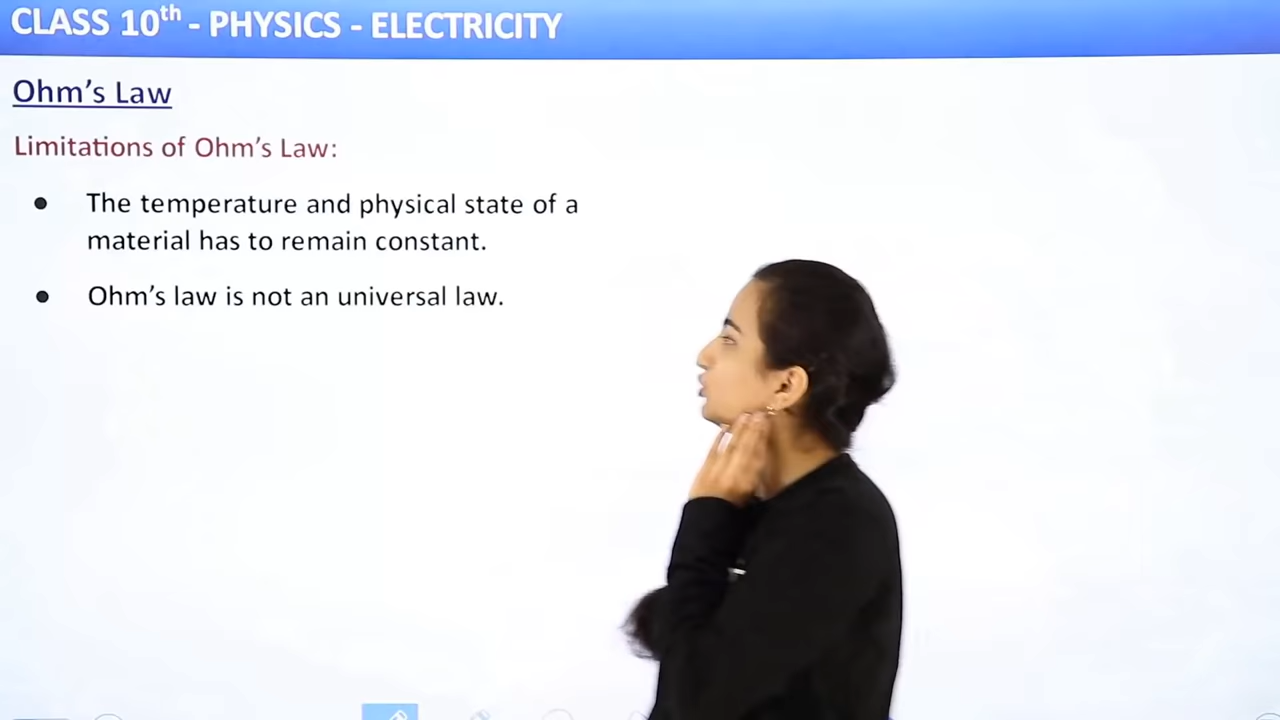 CLASS 10th - PHYSICS - ELECTRICITY
Ohm's Law
Limitations of Ohm's Law:
● The temperature and physical state of a
material has to remain constant.
● Ohm's law is not an universal law.